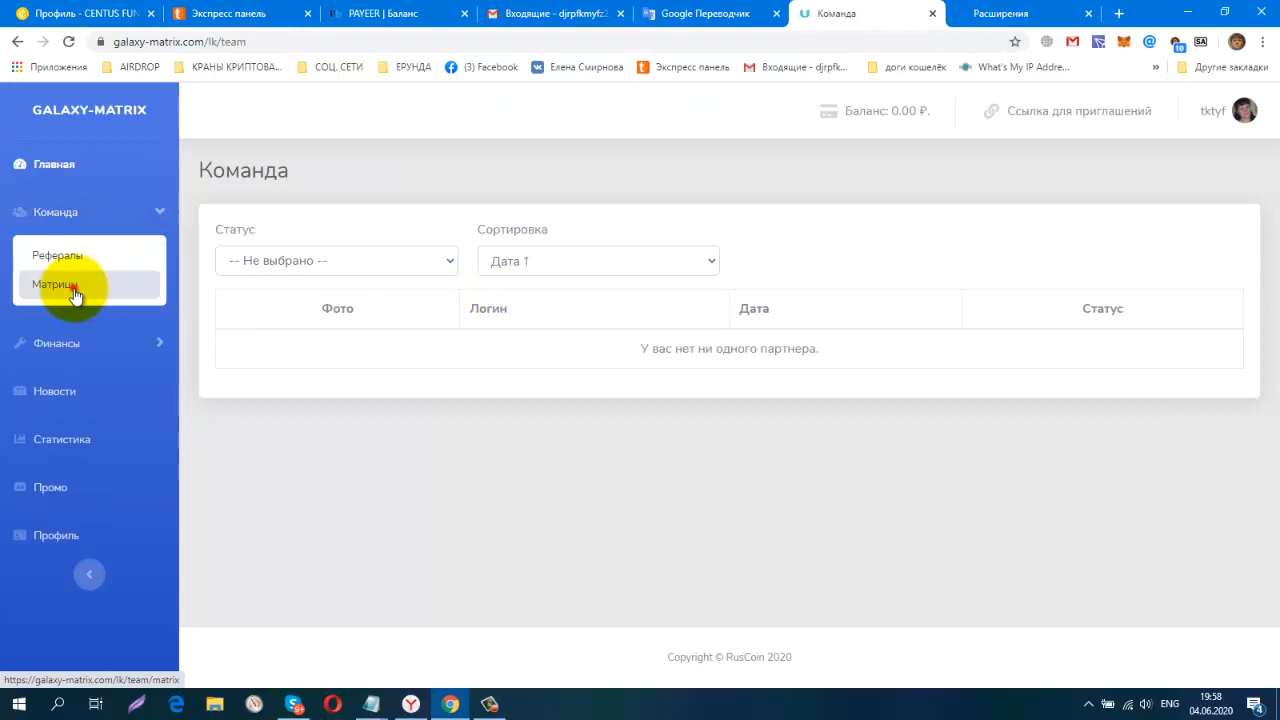 Профиль - CENTUS FUN
Экспресс панель
PAYEER | Баланс
Входящие - djrpfkmyfz2
Google Переводчик
Команда
Расширения
galaxy-matrix.com/lk/team
10
Приложения
AIRDROP
КРАНЫ КРИПТОВА...
СОЦ. СЕТИ
ЕРУНДА
(3) Facebook
Елена Смирнова
Экспресс панель
Входящие - djrpfk...
доги кошелёк
What's My IP Addre...
»
Другие закладки
GALAXY-MATRIX
Баланс: 0.00 ₽.
Ссылка для приглашений
tktyf
Главная
Команда
Рефералы
Матрицы
Финансы
Новости
Статистика
Промо
Профиль
Команда
Статус
Сортировка
-- Не выбрано --
Дата ↑
Фото
Логин
Дата
Статус
У вас нет ни одного партнера.
Copyright © RusCoin 2020
https://galaxy-matrix.com/lk/team/matrix
ENG
19:58
04.06.2020
4